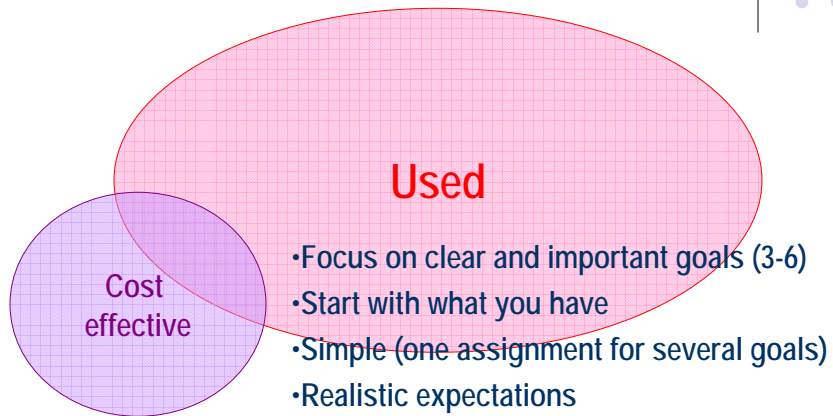 Used
Cost
effective
•Focus on clear and important goals (3-6)
•Start with what you have
•Simple (one assignment for several goals)
•Realistic expectations